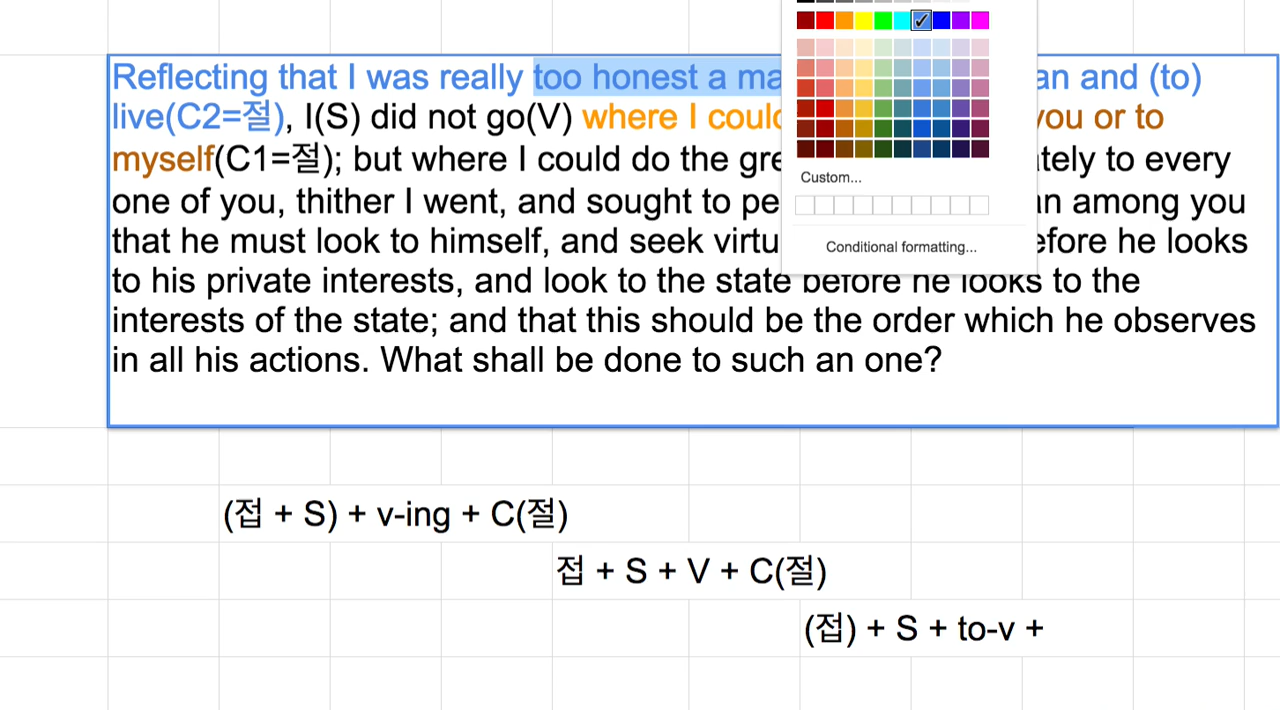 Reflecting that I was really too honest a ma an and (to)
live(C2=절), I(S) did not go(V) where I could you or to
myself(C1=절); but where I could do the gre tely to every
one of you, thither I went, and sought to pe an among you
that he must look to himself, and seek virtu efore he looks
to his private interests, and look to the state before he looks to the
interests of the state; and that this should be the order which he observes
in all his actions. What shall be done to such an one?
Custom...
Conditional formatting...
(접 + S) + v-ing + C(절)
접 + S + V + C(절)
(접) + S + to-v +